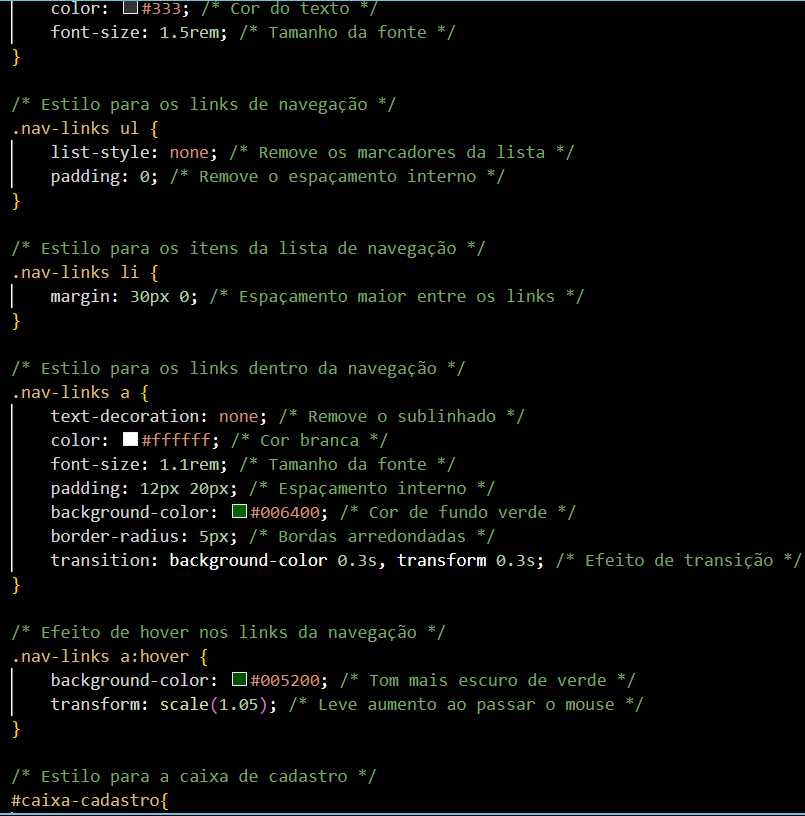 color: #333; /* Cor do texto */
    font-size: 1.5rem; /* Tamanho da fonte */
}
/* Estilo para os links de navegação */
.nav-links ul {
    list-style: none; /* Remove os marcadores da lista */
    padding: 0; /* Remove o espaçamento interno */
}
/* Estilo para os itens da lista de navegação */
.nav-links li {
    margin: 30px 0; /* Espaçamento maior entre os links */
}
/* Estilo para os links dentro da navegação */
.nav-links a {
    text-decoration: none; /* Remove o sublinhado */
    color: #ffffff; /* Cor branca */
    font-size: 1.1rem; /* Tamanho da fonte */
    padding: 12px 20px; /* Espaçamento interno */
    background-color: #006400; /* Cor de fundo verde */
    border-radius: 5px; /* Bordas arredondadas */
    transition: background-color 0.3s, transform 0.3s; /* Efeito de transição */
}
/* Efeito de hover nos links da navegação */
.nav-links a:hover {
    background-color: #005200; /* Tom mais escuro de verde */
    transform: scale(1.05); /* Leve aumento ao passar o mouse */
}
/* Estilo para a caixa de cadastro */
#caixa-cadastro{